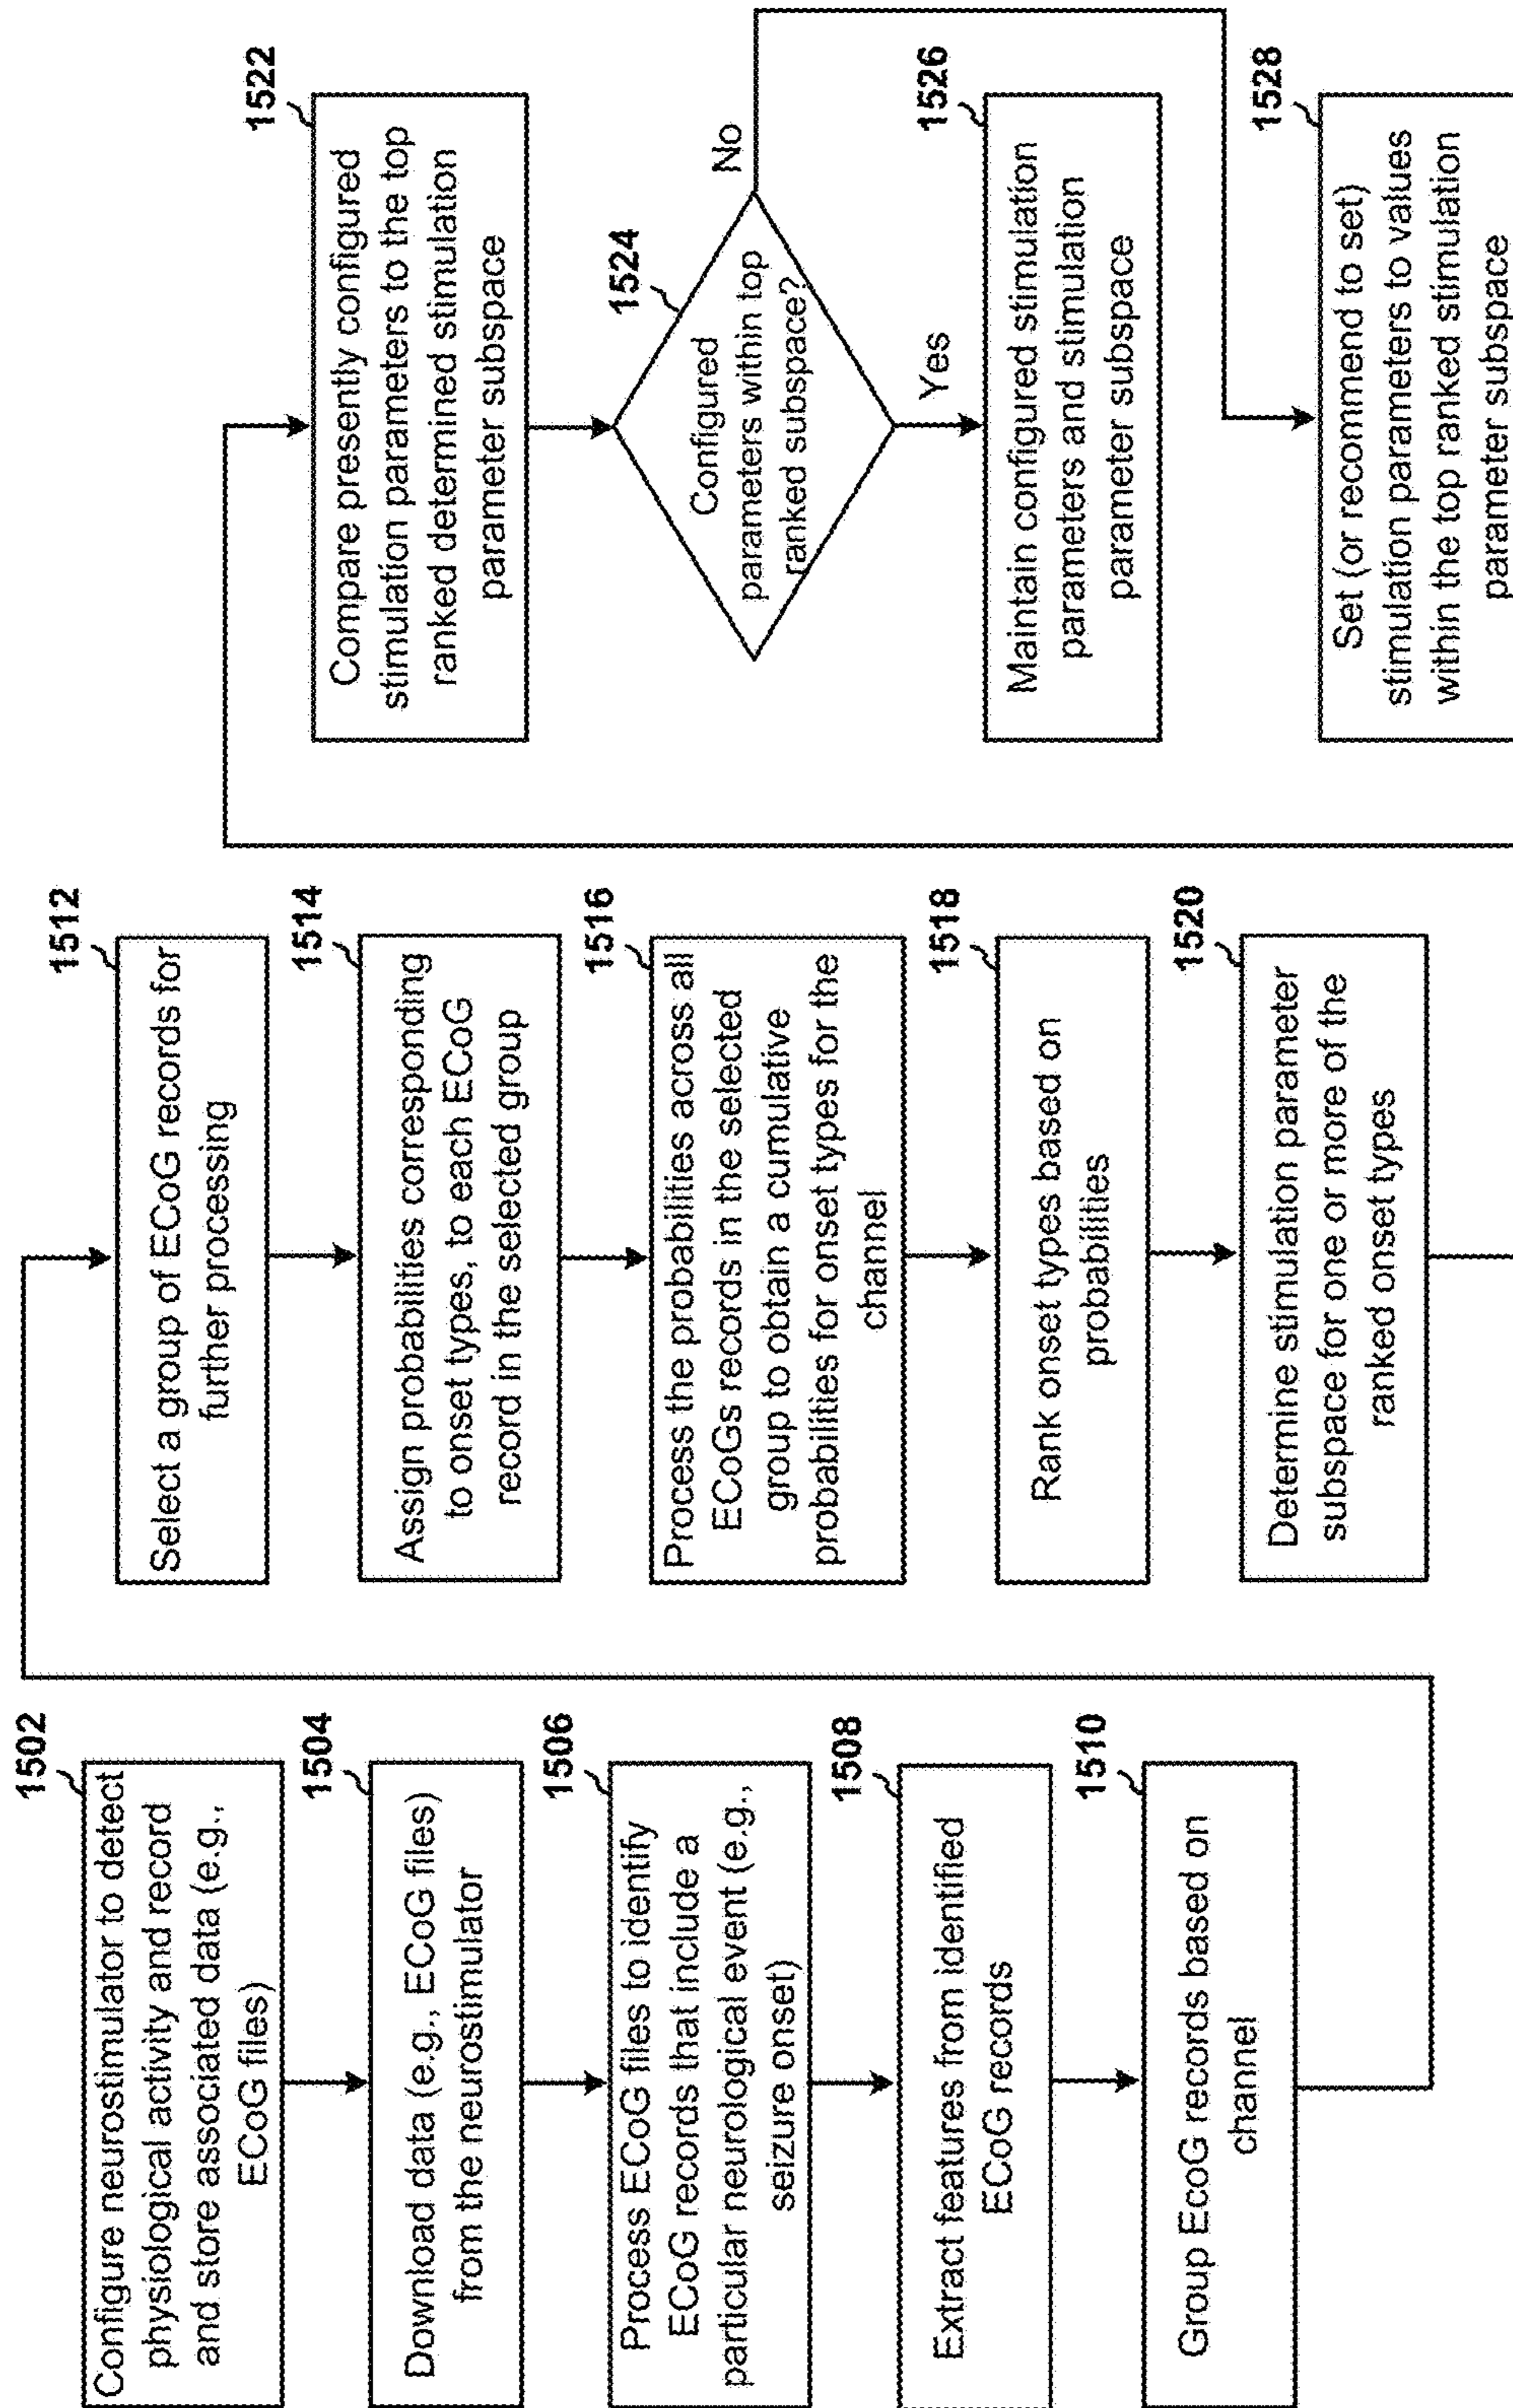 1502
Configure neurostimulator to detect
physiological activity and record
and store associated data (e.g.,
ECoG files)
1504
Download data (e.g., ECoG files)
from the neurostimulator
1506
Process ECoG files to identify
ECoG records that include a
particular neurological event (e.g.,
seizure onset)
1508
Extract features from identified
ECoG records
1510
Group EcoG records based on
channel
1512
Select a group of ECoG records for
further processing
1514
Assign probabilities corresponding
to onset types, to each ECoG
record in the selected group
1516
Process the probabilities across all
ECoGs records in the selected
group to obtain a cumulative
probabilities for onset types for the
channel
1518
Rank onset types based on
probabilities
1520
Determine stimulation parameter
subspace for one or more of the
ranked onset types
1522
Compare presently configured
stimulation parameters to the top
ranked determined stimulation
parameter subspace
1524
Configured
parameters within top
ranked subspace?
No
Yes
1526
Maintain configured stimulation
parameters and stimulation
parameter subspace
1528
Set (or recommend to set)
stimulation parameters to values
within the top ranked stimulation
parameter subspace